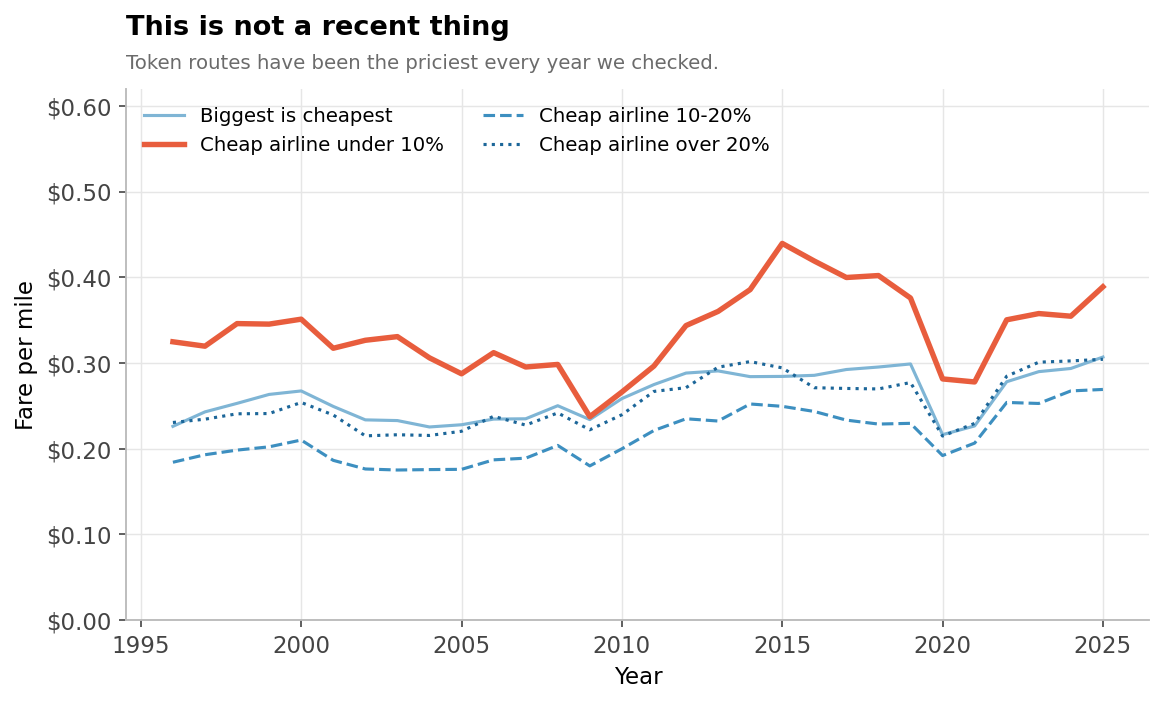 This is not a recent thing
Token routes have been the priciest every year we checked.
Biggest is cheapest
Cheap airline under 10%
Cheap airline 10-20%
Cheap airline over 20%
Fare per mile
$0.60
$0.50
$0.40
$0.30
$0.20
$0.10
$0.00
1995 2000 2005 2010 2015 2020 2025
Year